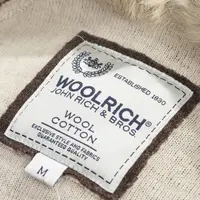 ESTABLISHED 1830
WOOLRICH
JOHN RICH & BROS.
WOOL
COTTON
EXCLUSIVE STYLE AND FABRICS
GUARANTEED QUALITY
M